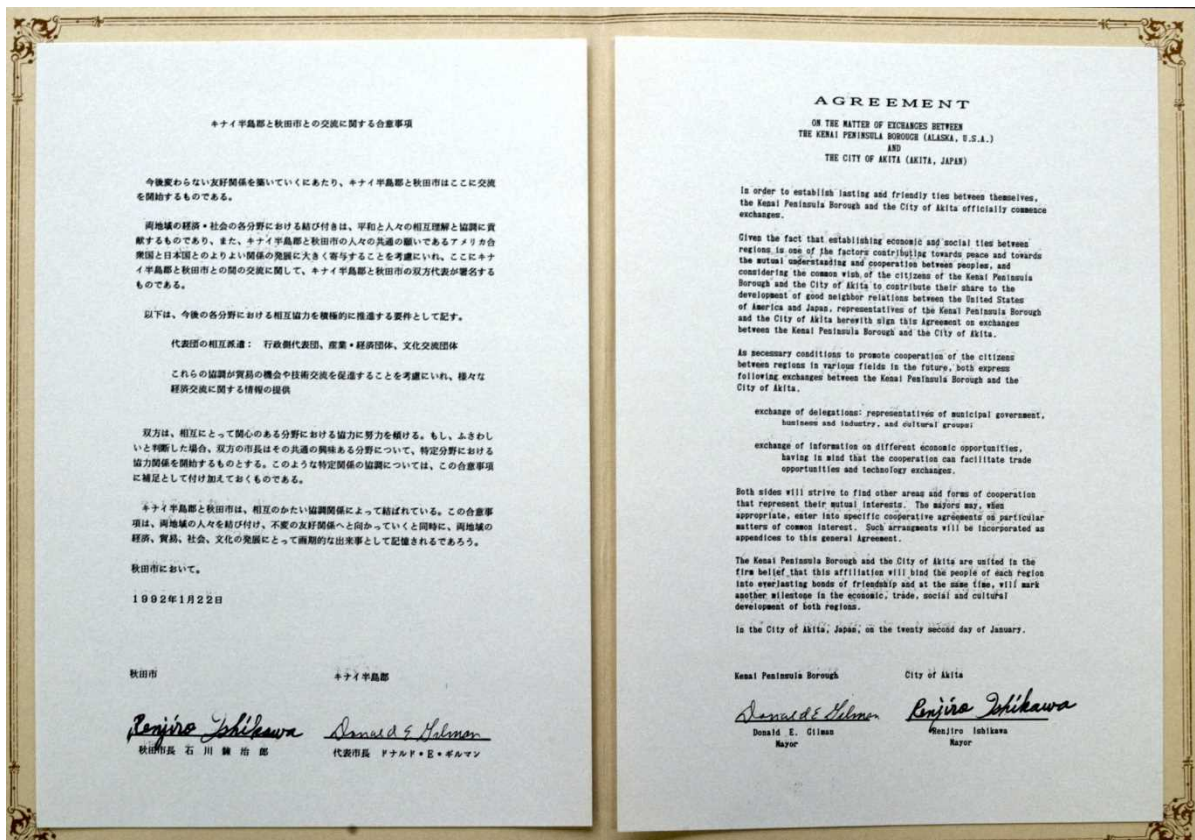 キナイ半島郡と秋田市との交流に関する合意事項
今後変わらない友好関係を築いていくにあたり、キナイ半島郡と秋田市はここに交流
を開始するものである。
両地域の経済・社会の各分野における結び付きは、平和と人々の相互理解と協調に貢
献するものであり、また、キナイ半島郡と秋田市の人々の共通の願いであるアメリカ合
衆国と日本国とのよりよい関係の発展に大きく寄与することを考慮にいれ、ここにキナ
イ半島郡と秋田市との間の交流に関して、キナイ半島郡と秋田市の双方代表が署名する
ものである。
以下は、今後の各分野における相互協力を積極的に推進する要件として記す。
代表団の相互派遣: 行政側代表団、産業・経済団体、文化交流団体
これらの協調が貿易の機会や技術交流を促進することを考慮にいれ、様々な
経済交流に関する情報の提供
双方は、相互にとって関心のある分野における協力に努力を傾ける。もし、ふさわし
いと判断した場合、双方の市長はその共通の興味ある分野について、特定分野における
協力関係を開始するものとする。このような特定関係の協調については、この合意事項
に補足として付け加えておくものである。
キナイ半島郡と秋田市は、相互のかたい協調関係によって結ばれている。この合意事
項は、両地域の人々を結び付け、不変の友好関係へと向かっていくと同時に、両地域の
経済、貿易、社会、文化の発展にとって画期的な出来事として記憶されるであろう。
秋田市において。
1992年1月22日
秋田市 キナイ半島郡
Renjiro Ishikawa Donald E Gilman
秋田市長 石 川 錬 治 郎 代表市長 ドナルド・E・ギルマン
AGREEMENT
ON THE MATTER OF EXCHANGES BETWEEN
THE KENAI PENINSULA BOROUGH (ALASKA, U.S.A.)
AND
THE CITY OF AKITA (AKITA, JAPAN)
In order to establish lasting and friendly ties between themselves,
the Kenai Peninsula Borough and the City of Akita officially commence
exchanges.
Given the fact that establishing economic and social ties between
regions is one of the factors contributing towards peace and towards
the mutual understanding and cooperation between peoples, and
considering the common wish of the citizens of the Kenai Peninsula
Borough and the City of Akita to contribute their share to the
development of good neighbor relations between the United States
of America and Japan, representatives of the Kenai Peninsula Borough
and the City of Akita herewith sign this Agreement on exchanges
between the Kenai Peninsula Borough and the City of Akita.
As necessary conditions to promote cooperation of the citizens
between regions in various fields in the future, both express
following exchanges between the Kenai Peninsula Borough and the
City of Akita.
exchange of delegations: representatives of municipal government,
business and industry, and cultural groups;
exchange of information on different economic opportunities,
having in mind that the cooperation can facilitate trade
opportunities and technology exchanges.
Both sides will strive to find other areas and forms of cooperation
that represent their mutual interests. The mayors may, when
appropriate, enter into specific cooperative agreements on particular
matters of common interest. Such arrangments will be incorporated as
appendices to this general Agreement.
The Kenai Peninsula Borough and the City of Akita are united in the
firm belief that this affiliation will bind the people of each region
into everlasting bonds of friendship and at the same time, will mark
another milestone in the economic, trade, social and cultural
development of both regions.
In the City of Akita, Japan, on the twenty second day of January.
Kenai Peninsula Borough City of Akita
Donald E Gilman Renjiro Ishikawa
Donald E. Gilman Renjiro Ishikawa
Mayor Mayor